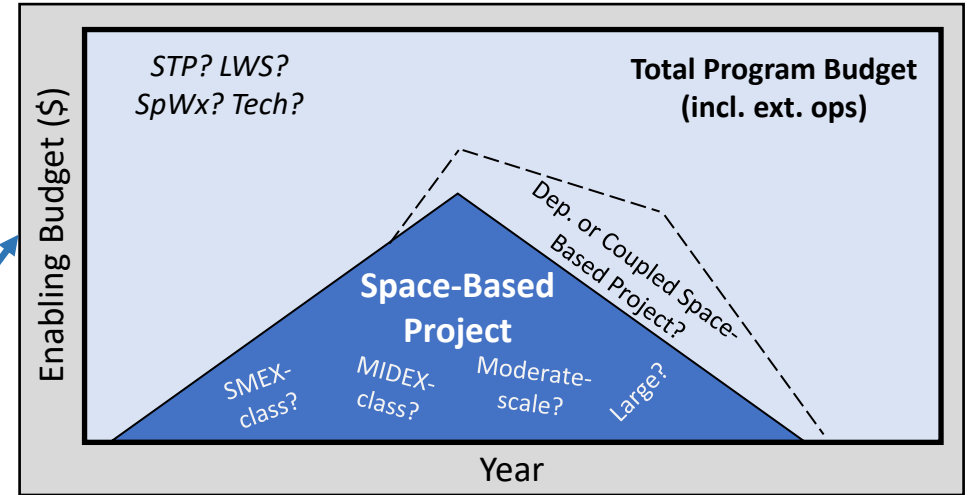 STP? LWS?
SpWx? Tech?
Total Program Budget
(incl. ext. ops)
Enabling Budget ($)
Dep. or Coupled Space-
Based Project?
Space-Based
Project
SMEX-
class?
MIDEX-
class?
Moderate-
scale?
Large?
Year